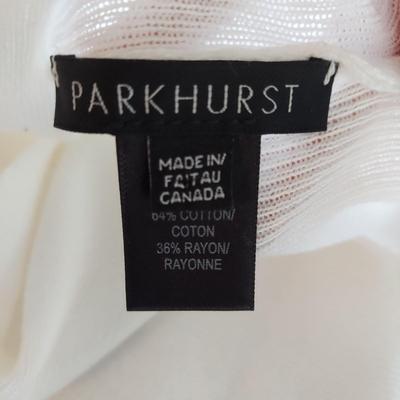 PARKHURST
MADE IN/
FAIT AU
CANADA
64% COTTON/
COTON
36% RAYON/
RAYONNE